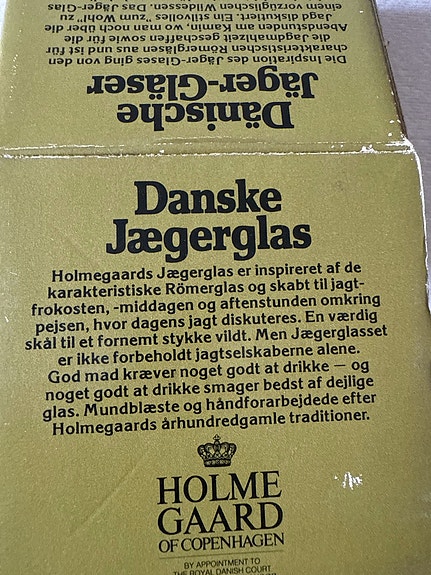 Dänische
Jäger-Gläser
Die Inspiration des Jäger-Glases ging von den
charakteristischen Römergläsern aus und ist für
die Jagdmahlzeit geschaffen sowie für die
Abendstunden am Kamin, wo man noch über die
Jagd diskutiert. Ein stilvolles "zum Wohl" zu
einem vorzüglichen Wildessen. Das Jäger-Glas
Danske
Jægerglas
Holmegaards Jægerglas er inspireret af de
karakteristiske Römerglas og skabt til jagt-
frokosten, -middagen og aftenstunden omkring
pejsen, hvor dagens jagt diskuteres. En værdig
skål til et fornemt stykke vildt. Men Jægerglasset
er ikke forbeholdt jagtselskaberne alene.
God mad kræver noget godt at drikke — og
noget godt at drikke smager bedst af dejlige
glas. Mundblæste og håndforarbejdede efter
Holmegaards århundredgamle traditioner.
HOLME
GAARD
OF COPENHAGEN
BY APPOINTMENT TO
THE ROYAL DANISH COURT